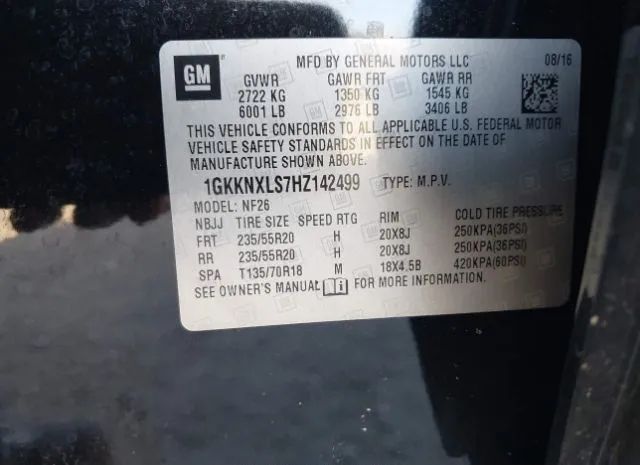 GM
MFD BY GENERAL MOTORS LLC 08/16
GVWR GAWR FRT GAWR RR
2722 KG 1350 KG 1545 KG
6001 LB 2976 LB 3406 LB
THIS VEHICLE CONFORMS TO ALL APPLICABLE U.S. FEDERAL MOTOR
VEHICLE SAFETY STANDARDS IN EFFECT ON THE DATE OF
MANUFACTURE SHOWN ABOVE.
1GKKNXLS7HZ142499 TYPE: M.P.V.
MODEL: NF26
NBJJ TIRE SIZE SPEED RTG RIM COLD TIRE PRESSURE
FRT 235/55R20 H 20X8J 250KPA(36PSI)
RR 235/55R20 H 20X8J 250KPA(36PSI)
SPA T135/70R18 M 18X4.5B 420KPA(60PSI)
SEE OWNER'S MANUAL FOR MORE INFORMATION.